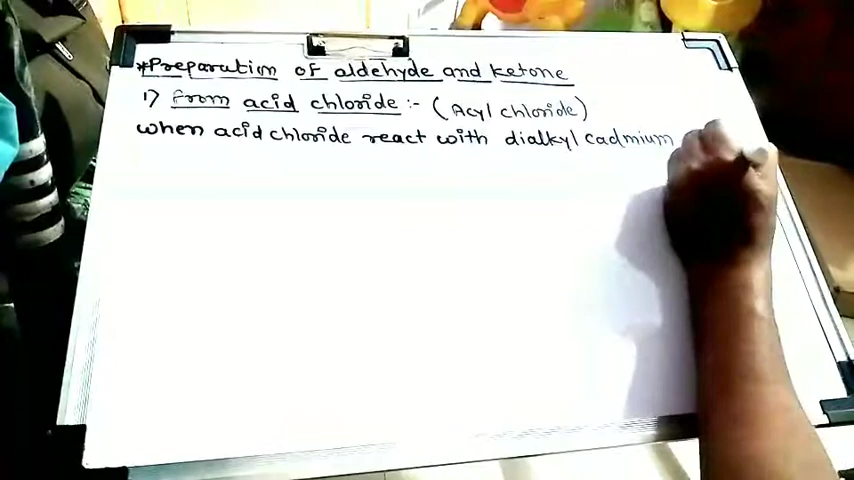 *Preparation of aldehyde and ketone
1) From acid chloride :- (Acyl chloride)
when acid chloride react with dialkyl cadmium